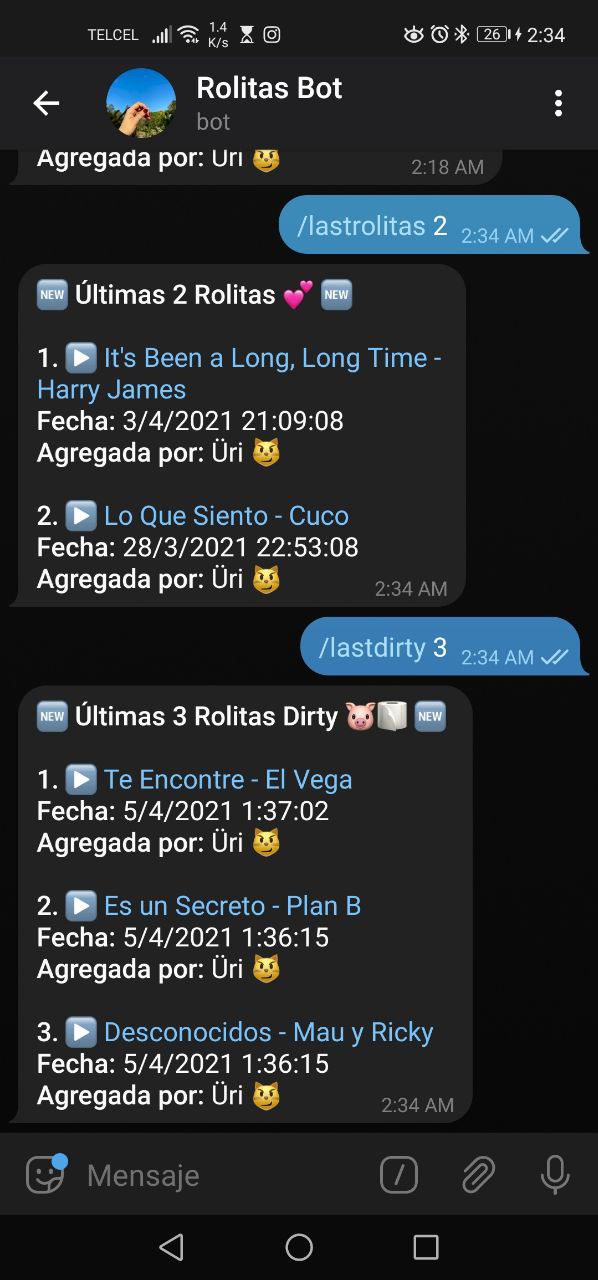 TELCEL 1.4 K/s 26 2:34
Rolitas Bot
bot
Agregada por: Üri 😼 2:18 AM
/lastrolitas 2 2:34 AM
🆕 Últimas 2 Rolitas 💕 🆕
1. ▶️ It's Been a Long, Long Time -
Harry James
Fecha: 3/4/2021 21:09:08
Agregada por: Üri 😼
2. ▶️ Lo Que Siento - Cuco
Fecha: 28/3/2021 22:53:08
Agregada por: Üri 😼 2:34 AM
/lastdirty 3 2:34 AM
🆕 Últimas 3 Rolitas Dirty 🐷🧻 🆕
1. ▶️ Te Encontre - El Vega
Fecha: 5/4/2021 1:37:02
Agregada por: Üri 😼
2. ▶️ Es un Secreto - Plan B
Fecha: 5/4/2021 1:36:15
Agregada por: Üri 😼
3. ▶️ Desconocidos - Mau y Ricky
Fecha: 5/4/2021 1:36:15
Agregada por: Üri 😼 2:34 AM
Mensaje